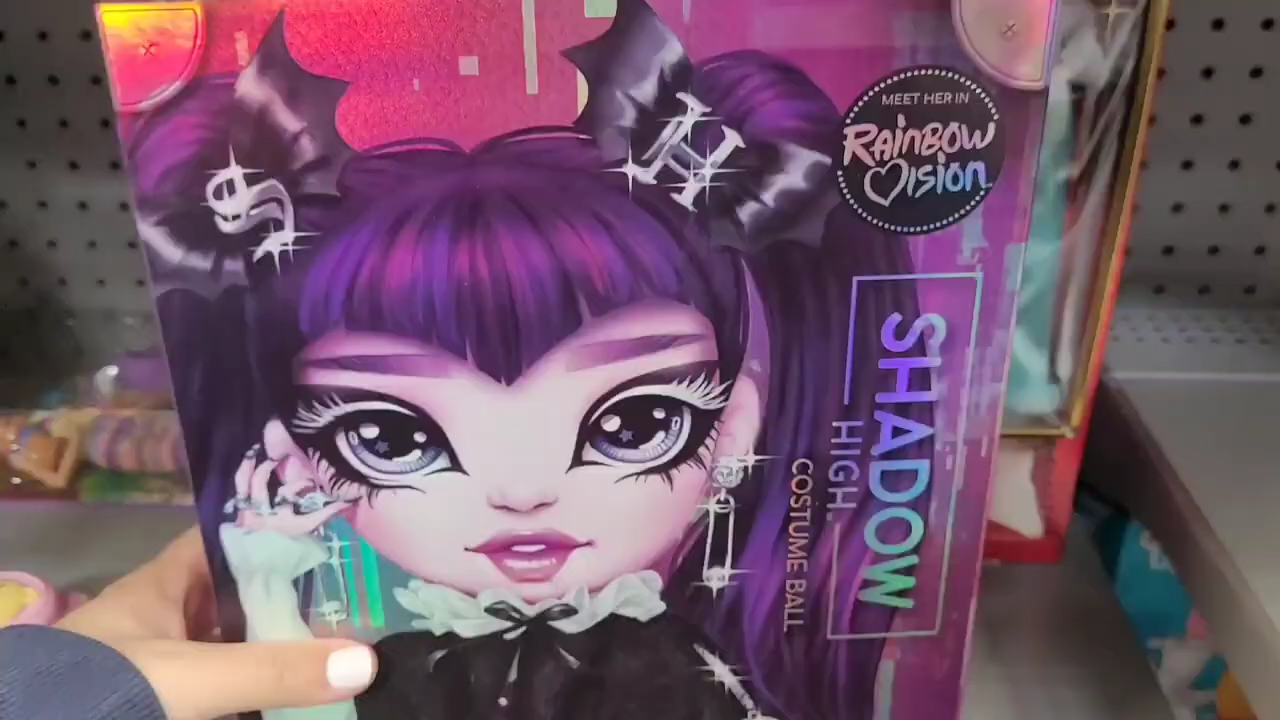 MEET HER IN
RAINBOW
VISION
SHADOW
HIGH
COSTUME BALL
S
H